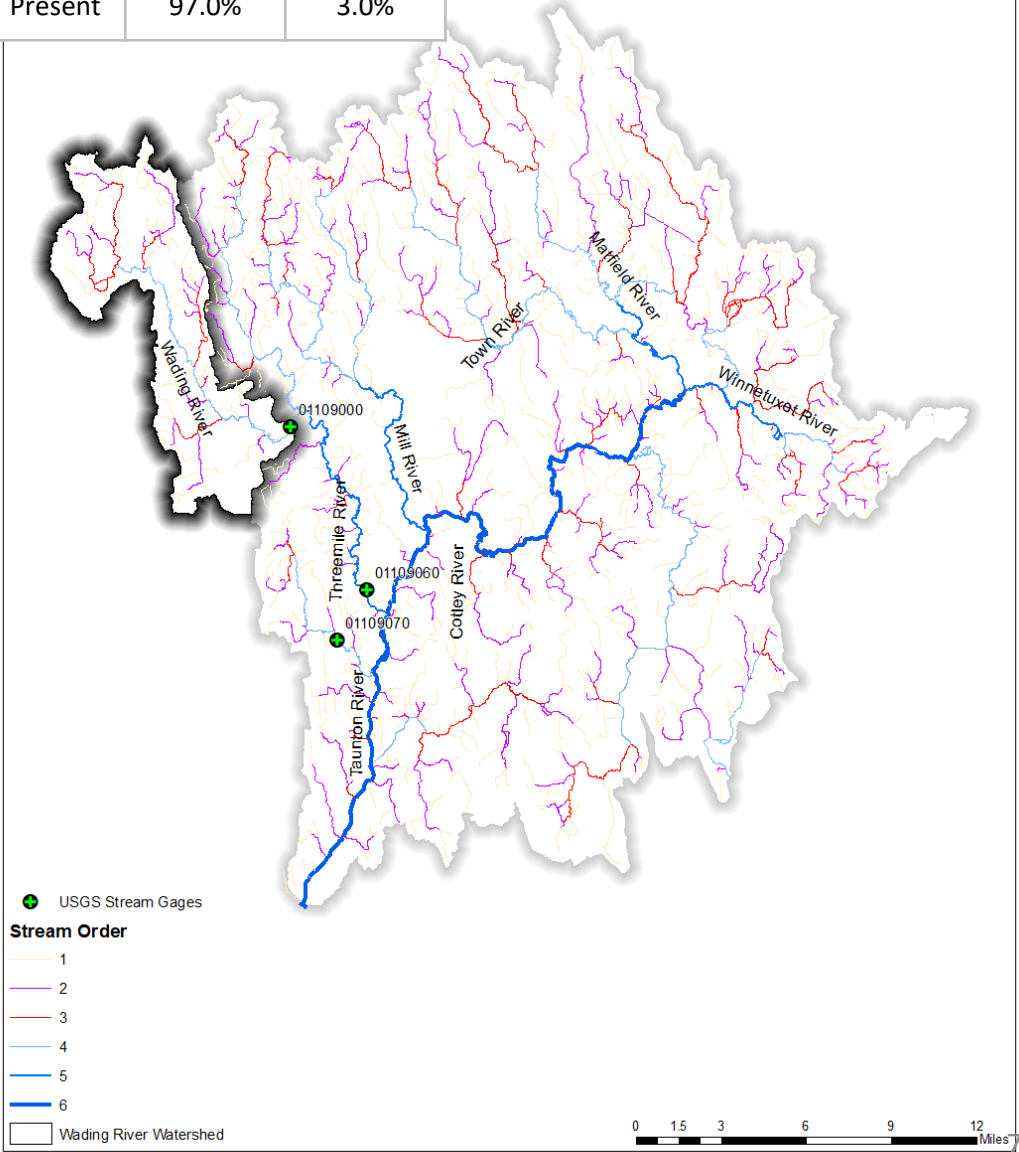 Present 97.0% 3.0%
Matfield River
Town River
Wading River
Winnetuxet River
01109000
Mill River
Threemile River
01109060
Cotley River
01109070
Taunton River
USGS Stream Gages
Stream Order
1
2
3
4
5
6
Wading River Watershed
0 1.5 3 6 9 12
Miles
7